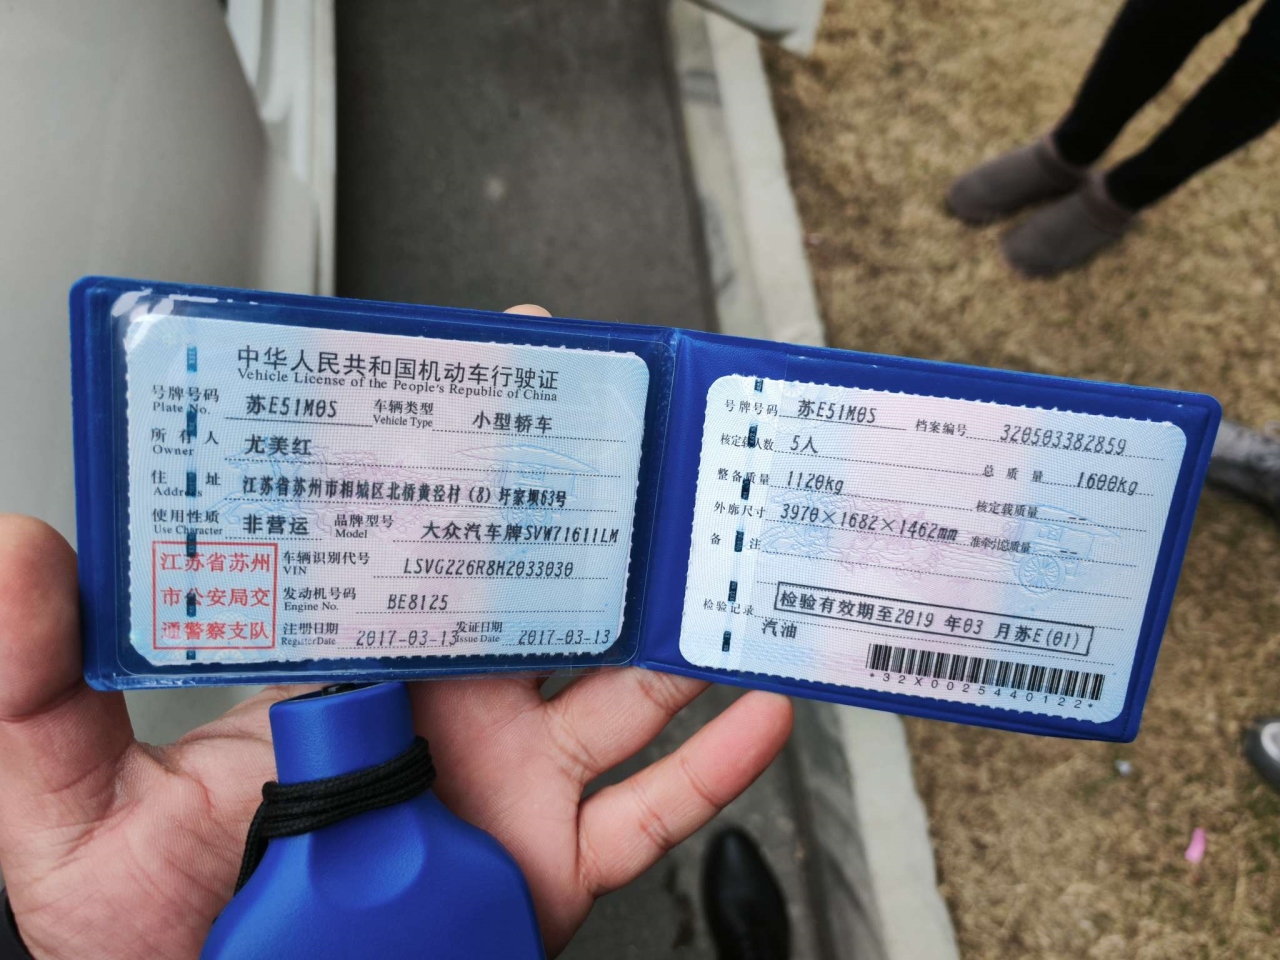 中华人民共和国机动车行驶证
Vehicle License of the People's Republic of China
号牌号码 苏E51M0S 车辆类型 小型轿车
Plate No. Vehicle Type
所有人 尤美红
Owner
住址 江苏省苏州市相城区北桥黄泾村(8)圩家坝63号
Address
使用性质 非营运 品牌型号 大众汽车牌SVW71611LM
Use Character Model
江苏省苏州
市公安局交
通警察支队
车辆识别代号 LSVG226R8H2033030
VIN
发动机号码 BE8125
Engine No.
注册日期 2017-03-13 发证日期 2017-03-13
Register Date Issue Date
号牌号码 苏E51M0S 档案编号 320503382859
核定载人数 5人 总质量 1600kg
整备质量 1120kg 核定载质量 --
外廓尺寸 3970×1682×1462mm 准牵引总质量 --
备注
检验有效期至2019 年03 月苏E(01)
检验记录
汽油
*32X0025440122*